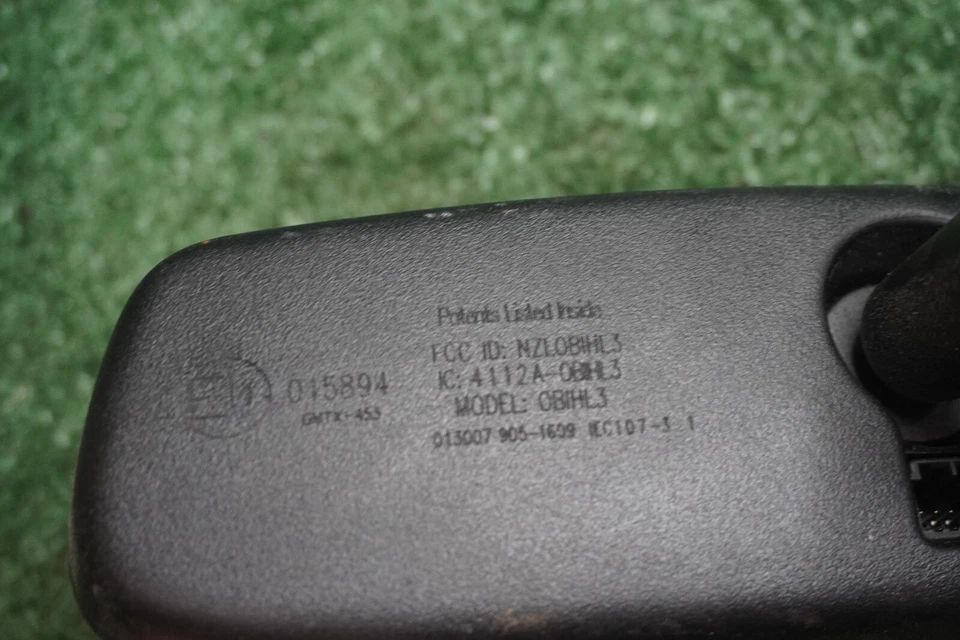 Patents Listed Inside
FCC ID: NZLOBIHL3
IC: 4112A-OBIHL3
MODEL: OBIHL3
013007 905-1609 IEC107-3 1
015894
GMTX-453